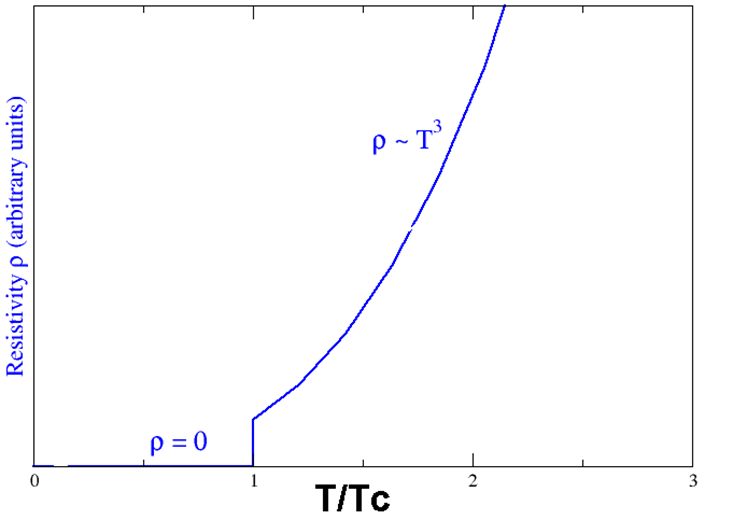 Resistivity ρ (arbitrary units)
ρ ~ T³
ρ = 0
0 1 2 3
T/Tc